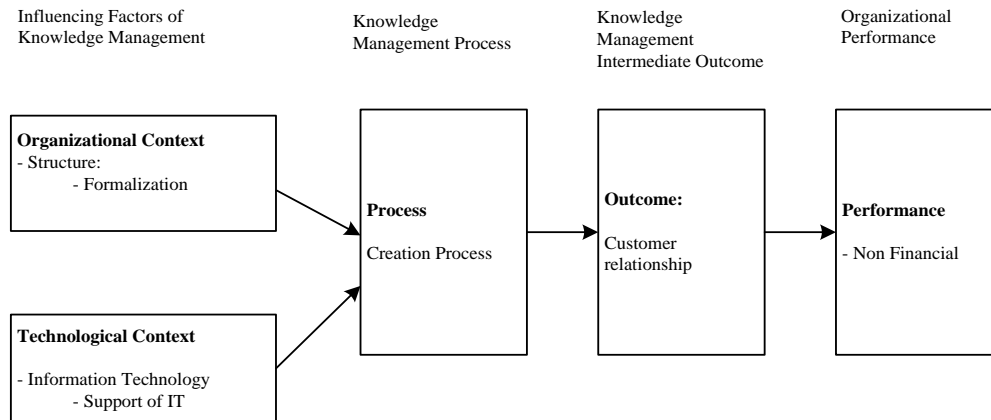 Influencing Factors of
Knowledge Management
Knowledge
Management Process
Knowledge
Management
Intermediate Outcome
Organizational
Performance
Organizational Context
- Structure:
- Formalization
Technological Context
- Information Technology
- Support of IT
Process
Creation Process
Outcome:
Customer
relationship
Performance
- Non Financial